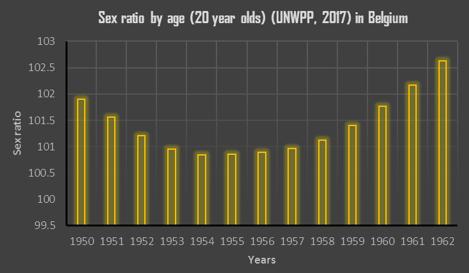 Sex ratio by age (20 year olds) (UNWPP, 2017) in Belgium
103
102.5
102
101.5
101
100.5
100
99.5
Sex ratio
1950 1951 1952 1953 1954 1955 1956 1957 1958 1959 1960 1961 1962
Years